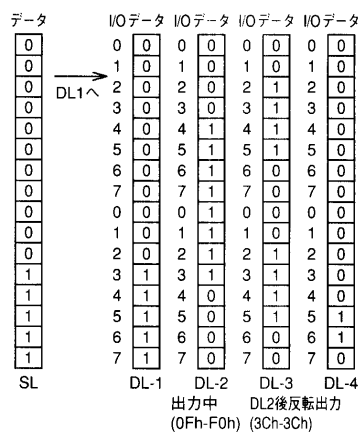 データ I/Oデータ I/Oデータ I/Oデータ I/Oデータ
0 0 0 0 0 0 0 0 0
0 1 0 1 0 1 0 1 0
0 2 0 2 0 2 1 2 0
0 3 0 3 0 3 1 3 0
0 4 0 4 1 4 1 4 0
0 5 0 5 1 5 1 5 0
0 6 0 6 1 6 0 6 0
0 7 0 7 1 7 0 7 0
0 0 0 0 1 0 0 0 0
0 1 0 1 1 1 0 1 0
0 2 0 2 1 2 1 2 0
1 3 1 3 1 3 1 3 0
1 4 1 4 0 4 1 4 0
1 5 1 5 0 5 1 5 1
1 6 1 6 0 6 0 6 1
1 7 1 7 0 7 0 7 0
DL1へ
SL DL-1 DL-2 DL-3 DL-4
出力中 DL2後反転出力
(0Fh-F0h) (3Ch-3Ch)